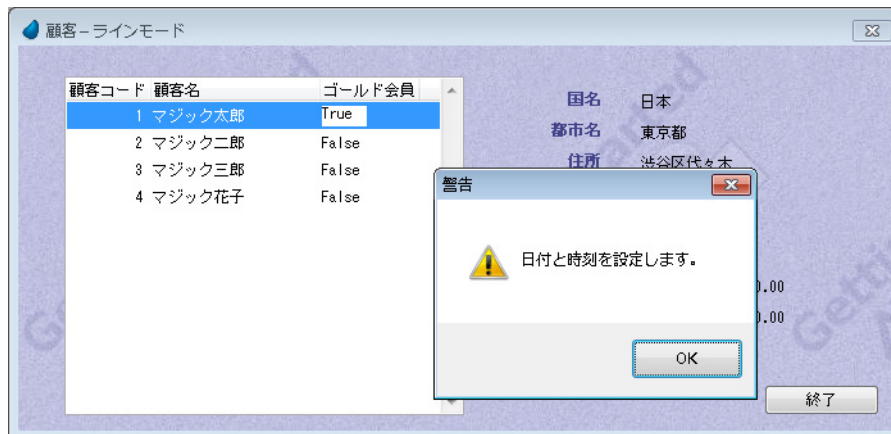 顧客－ラインモード
顧客コード 顧客名 ゴールド会員
1 マジック太郎 True
2 マジック二郎 False
3 マジック三郎 False
4 マジック花子 False
国名 日本
都市名 東京都
住所 渋谷区代々木
警告
日付と時刻を設定します。
OK
.00
.00
終了